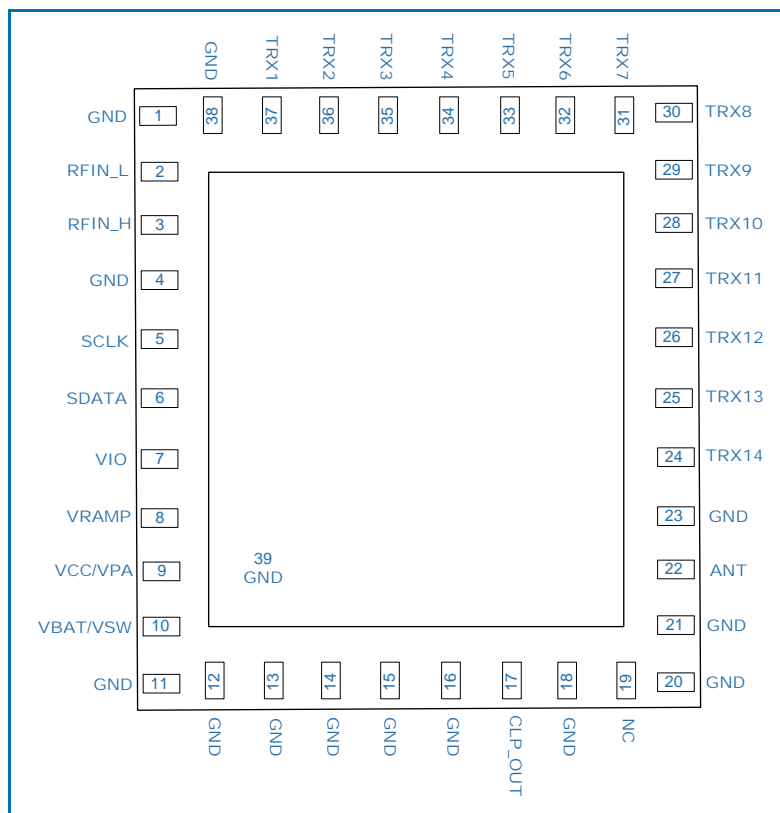 GND
TRX1
TRX2
TRX3
TRX4
TRX5
TRX6
TRX7
38
37
36
35
34
33
32
31
GND 1
30 TRX8
RFIN_L 2
29 TRX9
RFIN_H 3
28 TRX10
GND 4
27 TRX11
SCLK 5
26 TRX12
SDATA 6
25 TRX13
VIO 7
24 TRX14
VRAMP 8
23 GND
VCC/VPA 9
39
GND
22 ANT
VBAT/VSW 10
21 GND
GND 11
20 GND
12
13
14
15
16
17
18
19
GND
GND
GND
GND
GND
CLP_OUT
GND
NC